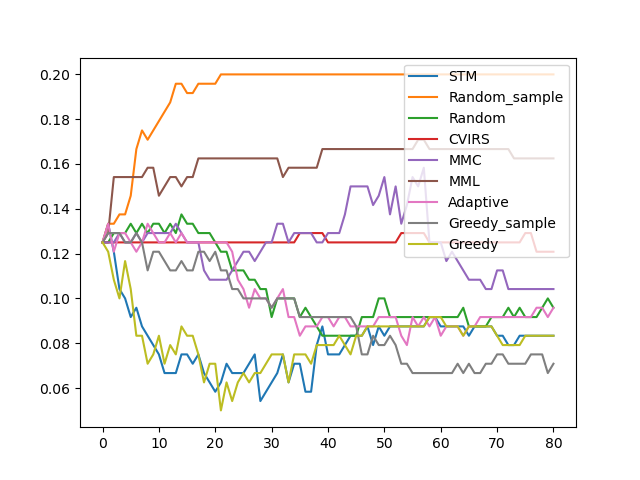 0.20
0.18
0.16
0.14
0.12
0.10
0.08
0.06
0
10
20
30
40
50
60
70
80
STM
Random_sample
Random
CVIRS
MMC
MML
Adaptive
Greedy_sample
Greedy